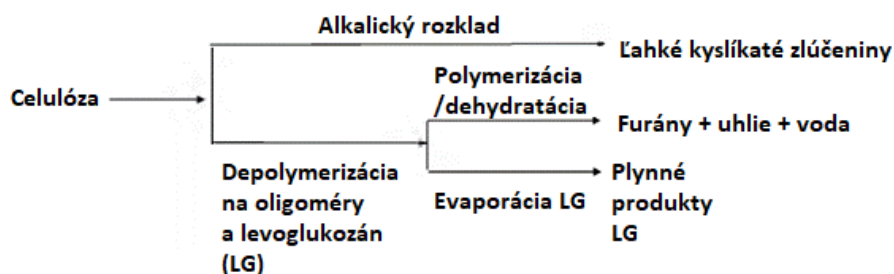 Alkalický rozklad
Ľahké kyslíkaté zlúčeniny
Celulóza
Polymerizácia
/dehydratácia
Furány + uhlie + voda
Depolymerizácia
na oligoméry
a levoglukozán
(LG)
Evaporácia LG
Plynné
produkty
LG